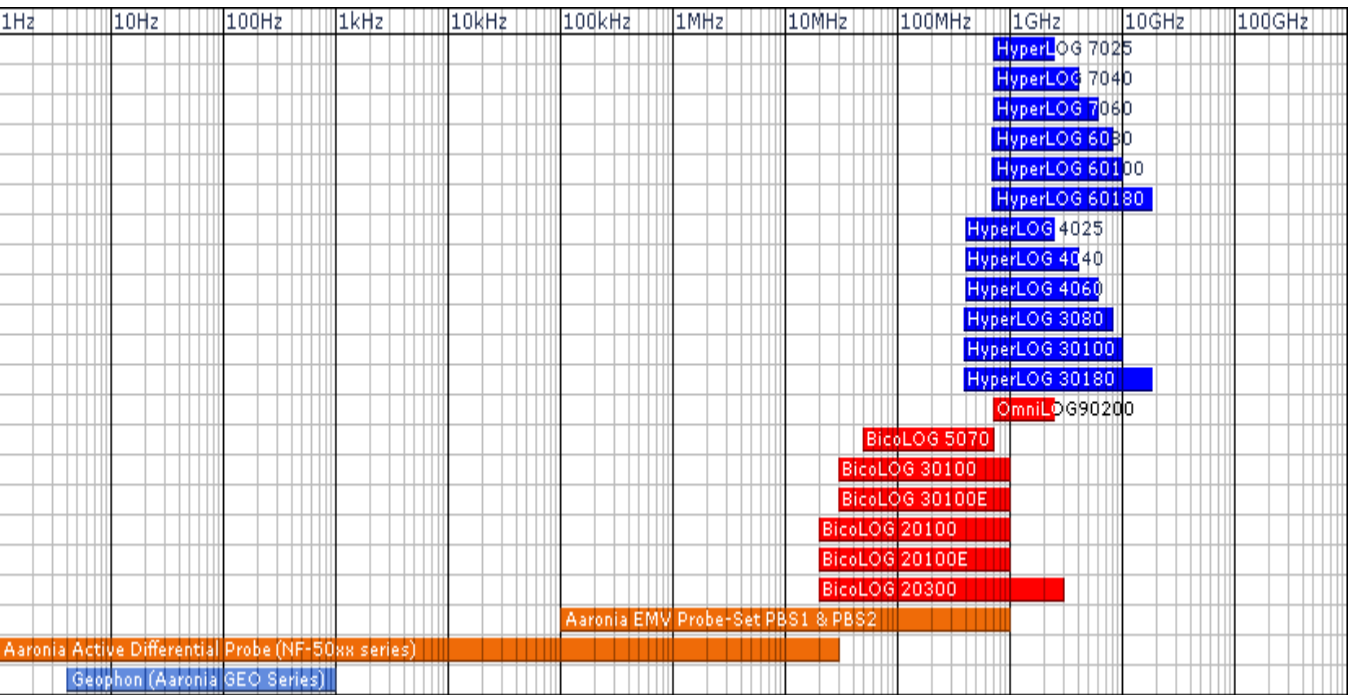 1Hz 10Hz 100Hz 1kHz 10kHz 100kHz 1MHz 10MHz 100MHz 1GHz 10GHz 100GHz
HyperLOG 7025
HyperLOG 7040
HyperLOG 7060
HyperLOG 6080
HyperLOG 60100
HyperLOG 60180
HyperLOG 4025
HyperLOG 4040
HyperLOG 4060
HyperLOG 3080
HyperLOG 30100
HyperLOG 30180
OmniLOG90200
BicoLOG 5070
BicoLOG 30100
BicoLOG 30100E
BicoLOG 20100
BicoLOG 20100E
BicoLOG 20300
Aaronia EMV Probe-Set PBS1 & PBS2
Aaronia Active Differential Probe (NF-50xx series)
Geophon (Aaronia GEO Series)